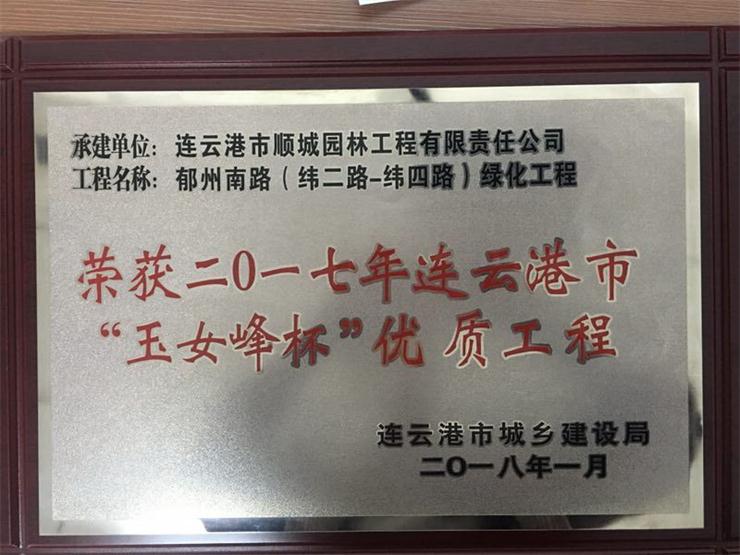 承建单位：连云港市顺城园林工程有限责任公司
工程名称：郁州南路（纬二路-纬四路）绿化工程
荣获二0一七年连云港市
“玉女峰杯”优质工程
连云港市城乡建设局
二0一八年一月